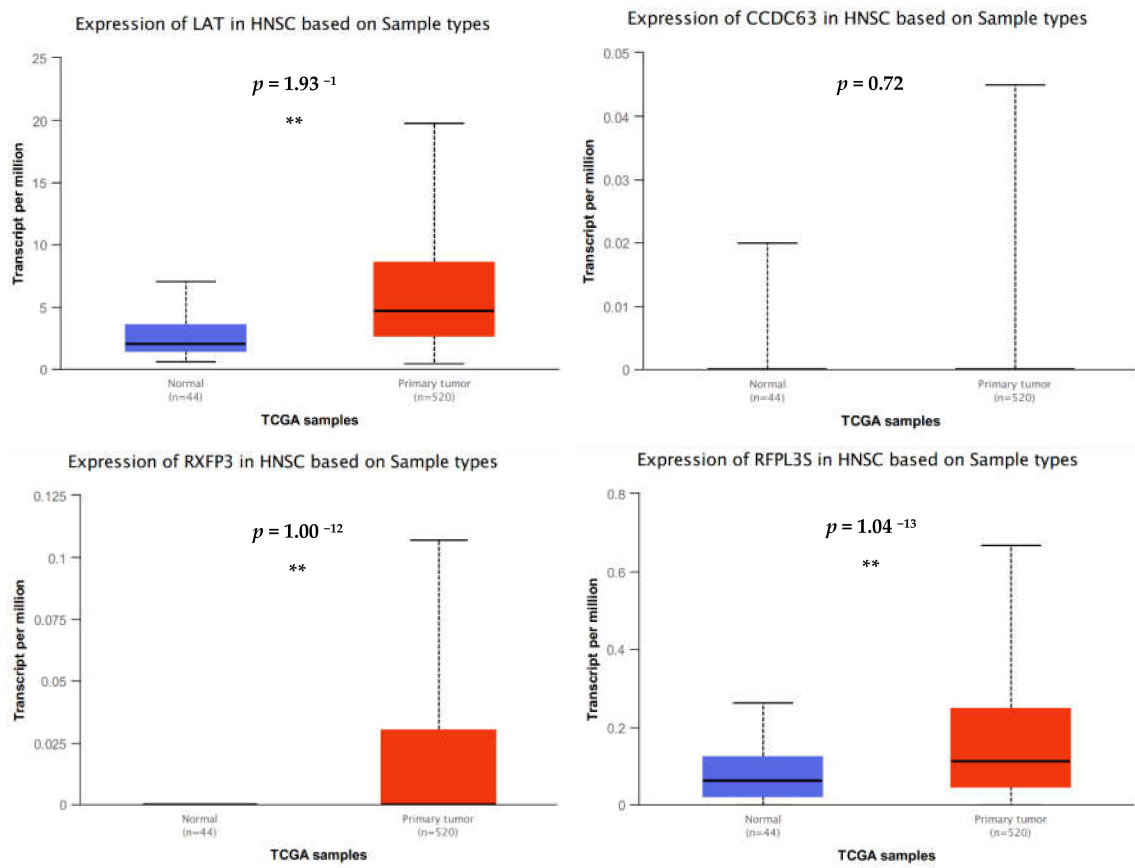 Expression of LAT in HNSC based on Sample types
p = 1.93 ⁻¹
**
Transcript per million
25
20
15
10
5
0
Normal
(n=44)
Primary tumor
(n=520)
TCGA samples
Expression of CCDC63 in HNSC based on Sample types
p = 0.72
Transcript per million
0.05
0.04
0.03
0.02
0.01
0
Normal
(n=44)
Primary tumor
(n=520)
TCGA samples
Expression of RXFP3 in HNSC based on Sample types
p = 1.00 ⁻¹²
**
Transcript per million
0.125
0.1
0.075
0.05
0.025
0
Normal
(n=44)
Primary tumor
(n=520)
TCGA samples
Expression of RFPL3S in HNSC based on Sample types
p = 1.04 ⁻¹³
**
Transcript per million
0.8
0.6
0.4
0.2
0
Normal
(n=44)
Primary tumor
(n=520)
TCGA samples